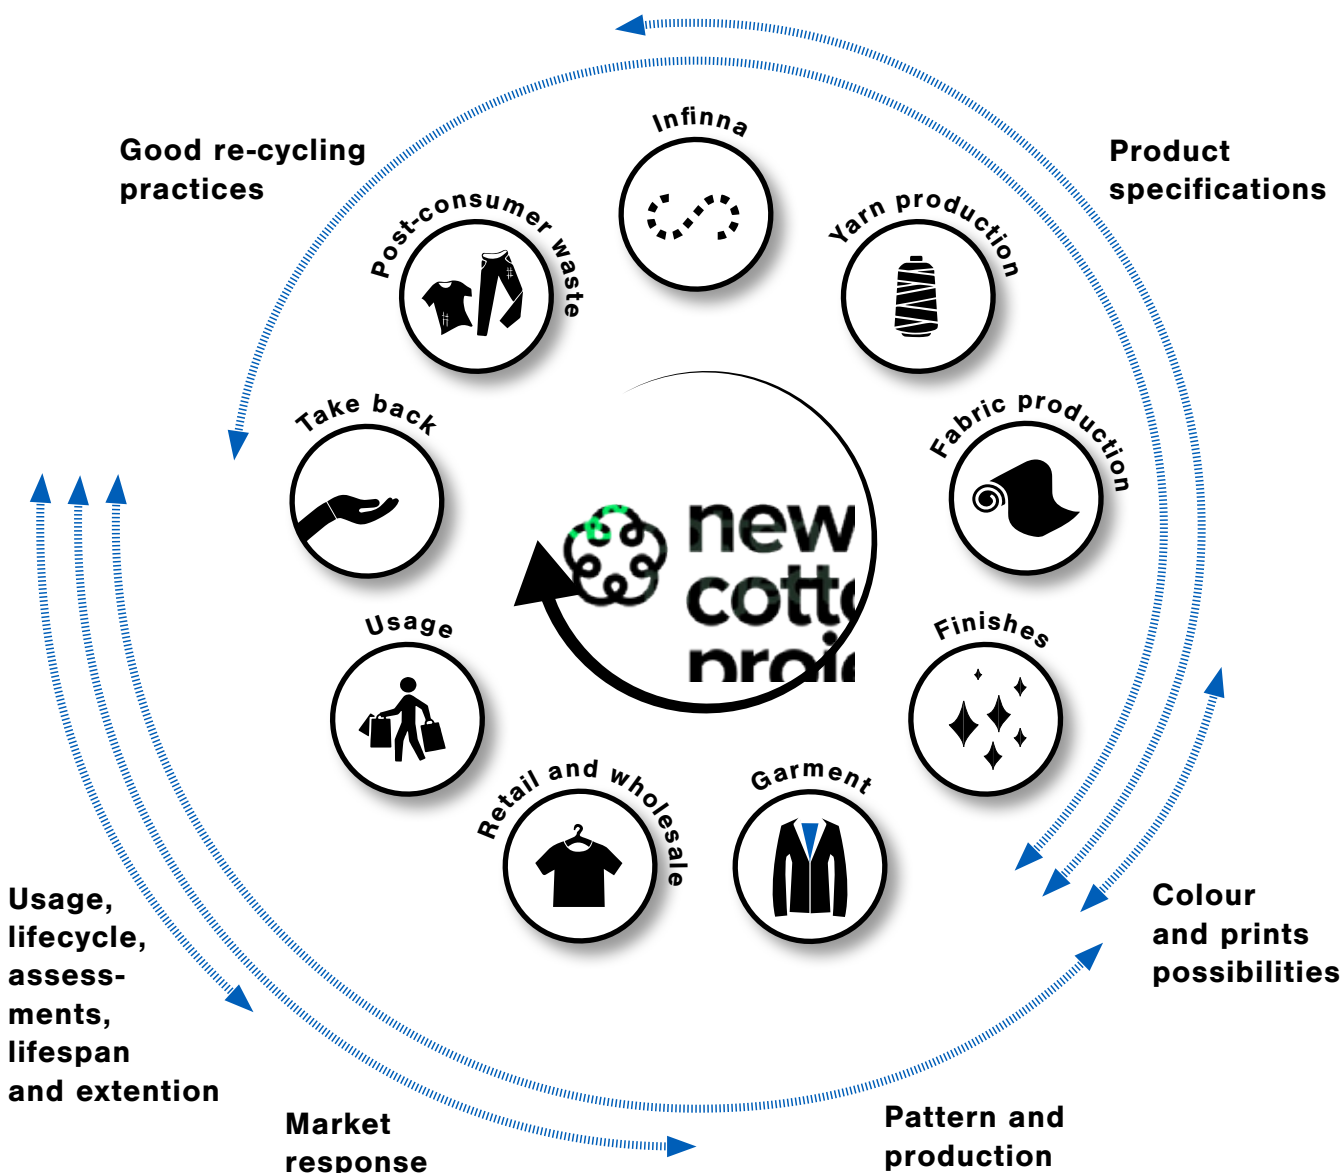 Infinna
Good re-cycling
practices
Product
specifications
Post-consumer waste
Yarn production
Take back
Fabric production
new
Usage
Finishes
Retail and wholesale
Garment
Usage,
lifecycle,
assess-
ments,
lifespan
and extention
Colour
and prints
possibilities
Market
response
Pattern and
production